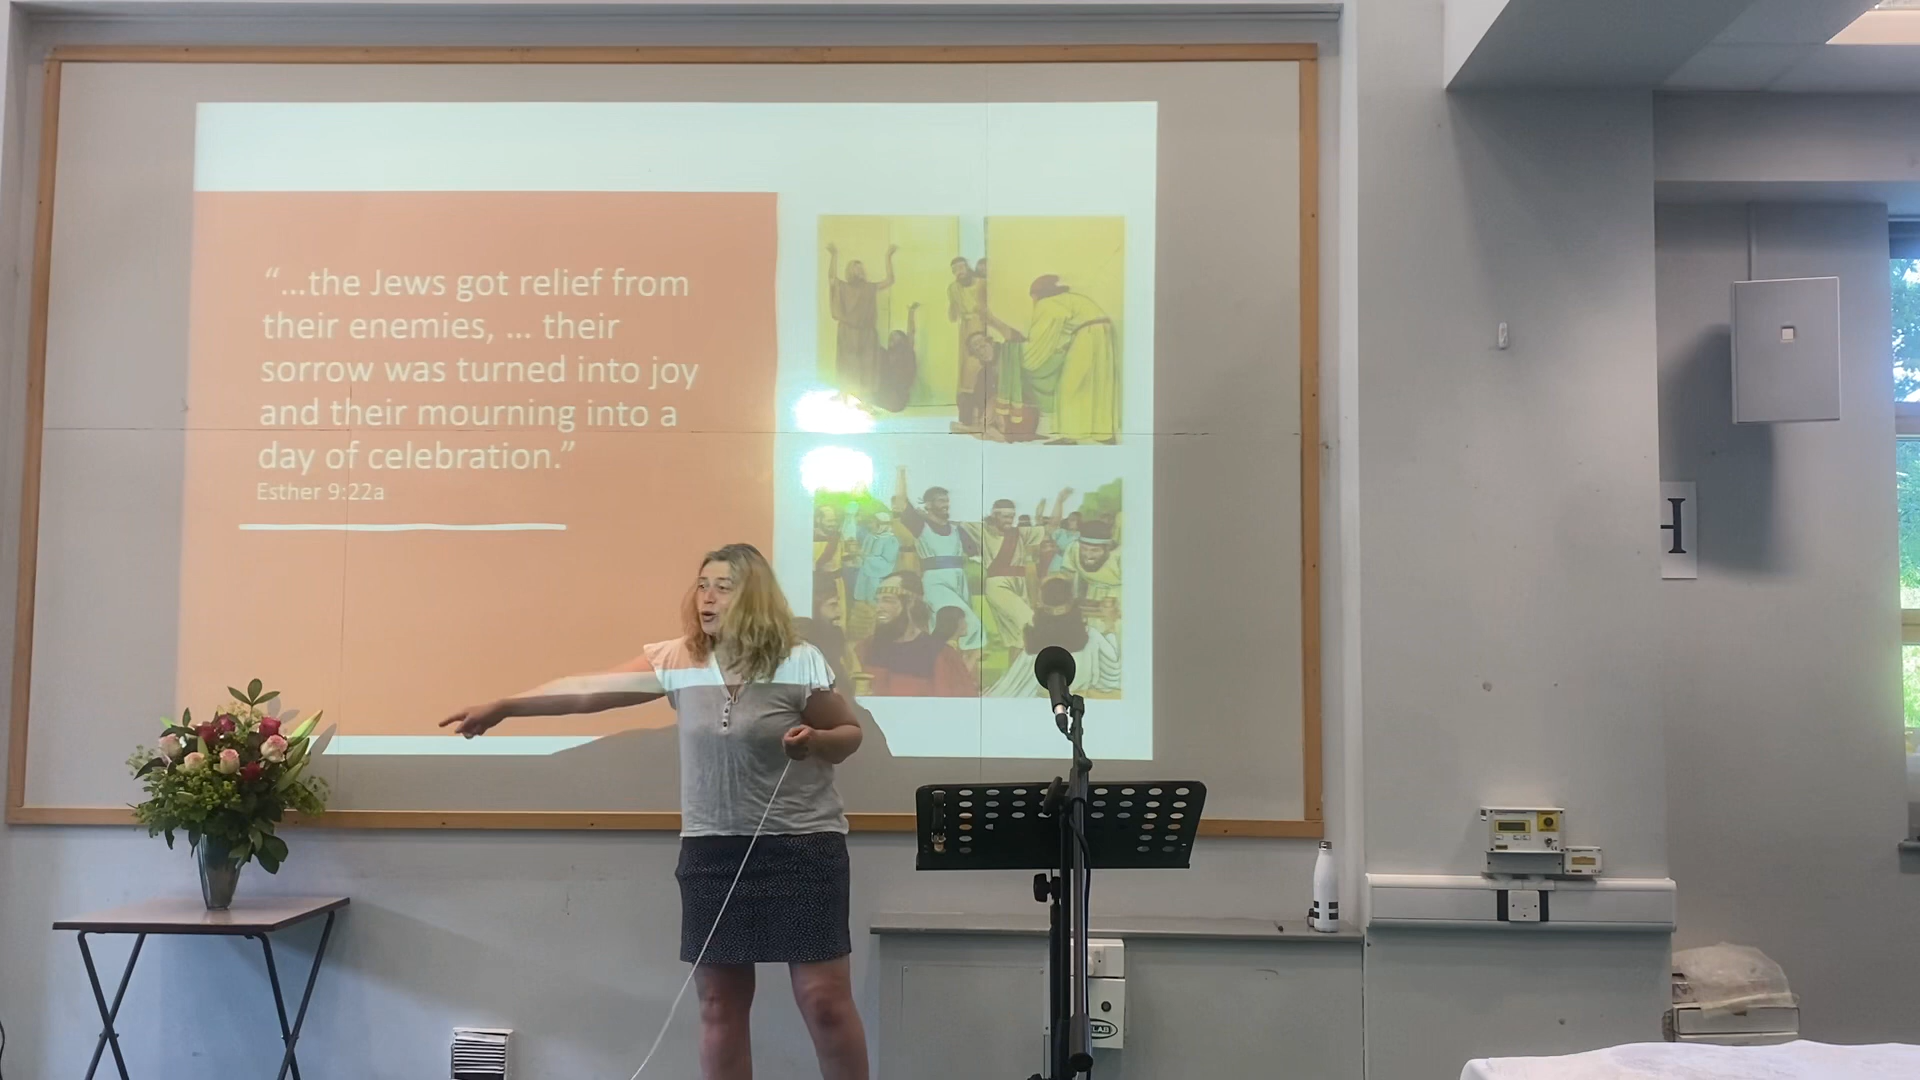 “...the Jews got relief from
their enemies, ... their
sorrow was turned into joy
and their mourning into a
day of celebration.”
Esther 9:22a
H
LAB